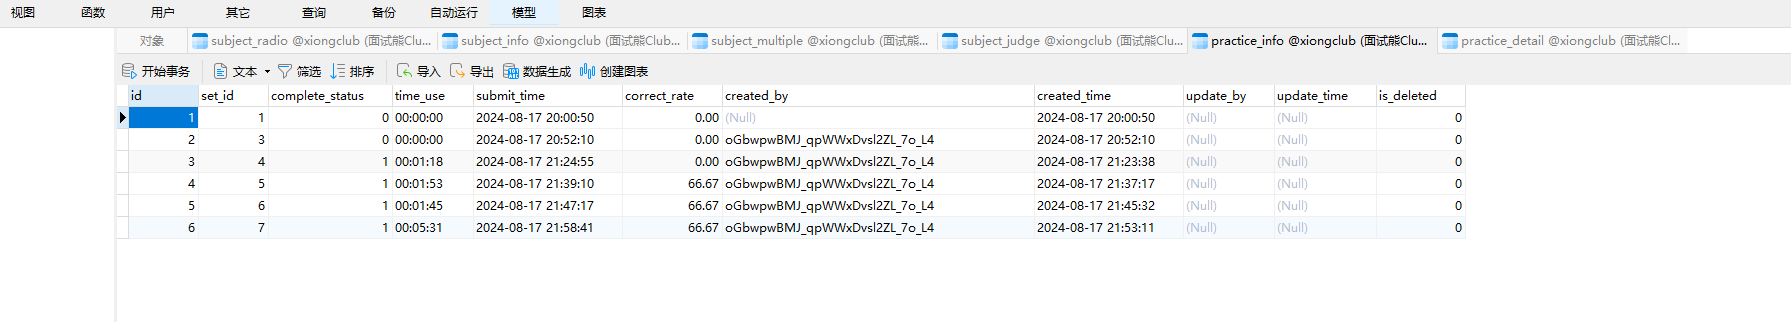 视图 函数 用户 其它 查询 备份 自动运行 模型 图表
对象 subject_radio @xiongclub (面试熊Clu... subject_info @xiongclub (面试熊Club... subject_multiple @xiongclub (面试熊... subject_judge @xiongclub (面试熊Cl... practice_info @xiongclub (面试熊Clu... practice_detail @xiongclub (面试熊Cl...
开始事务 文本 筛选 排序 导入 导出 数据生成 创建图表
id set_id complete_status time_use submit_time correct_rate created_by created_time update_by update_time is_deleted
1 1 0 00:00:00 2024-08-17 20:00:50 0.00 (Null) 2024-08-17 20:00:50 (Null) (Null) 0
2 3 0 00:00:00 2024-08-17 20:52:10 0.00 oGbwpwBMJ_qpWWxDvsl2ZL_7o_L4 2024-08-17 20:52:10 (Null) (Null) 0
3 4 1 00:01:18 2024-08-17 21:24:55 0.00 oGbwpwBMJ_qpWWxDvsl2ZL_7o_L4 2024-08-17 21:23:38 (Null) (Null) 0
4 5 1 00:01:53 2024-08-17 21:39:10 66.67 oGbwpwBMJ_qpWWxDvsl2ZL_7o_L4 2024-08-17 21:37:17 (Null) (Null) 0
5 6 1 00:01:45 2024-08-17 21:47:17 66.67 oGbwpwBMJ_qpWWxDvsl2ZL_7o_L4 2024-08-17 21:45:32 (Null) (Null) 0
6 7 1 00:05:31 2024-08-17 21:58:41 66.67 oGbwpwBMJ_qpWWxDvsl2ZL_7o_L4 2024-08-17 21:53:11 (Null) (Null) 0